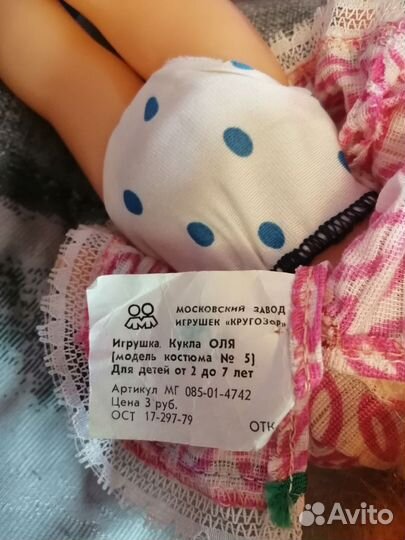 МОСКОВСКИЙ ЗАВОД
ИГРУШЕК «КРУГОЗОР»
Игрушка. Кукла ОЛЯ
(модель костюма № 5)
Для детей от 2 до 7 лет
Артикул МГ 085-01-4742
Цена 3 руб.
ОСТ 17-297-79
ОТК
Avito